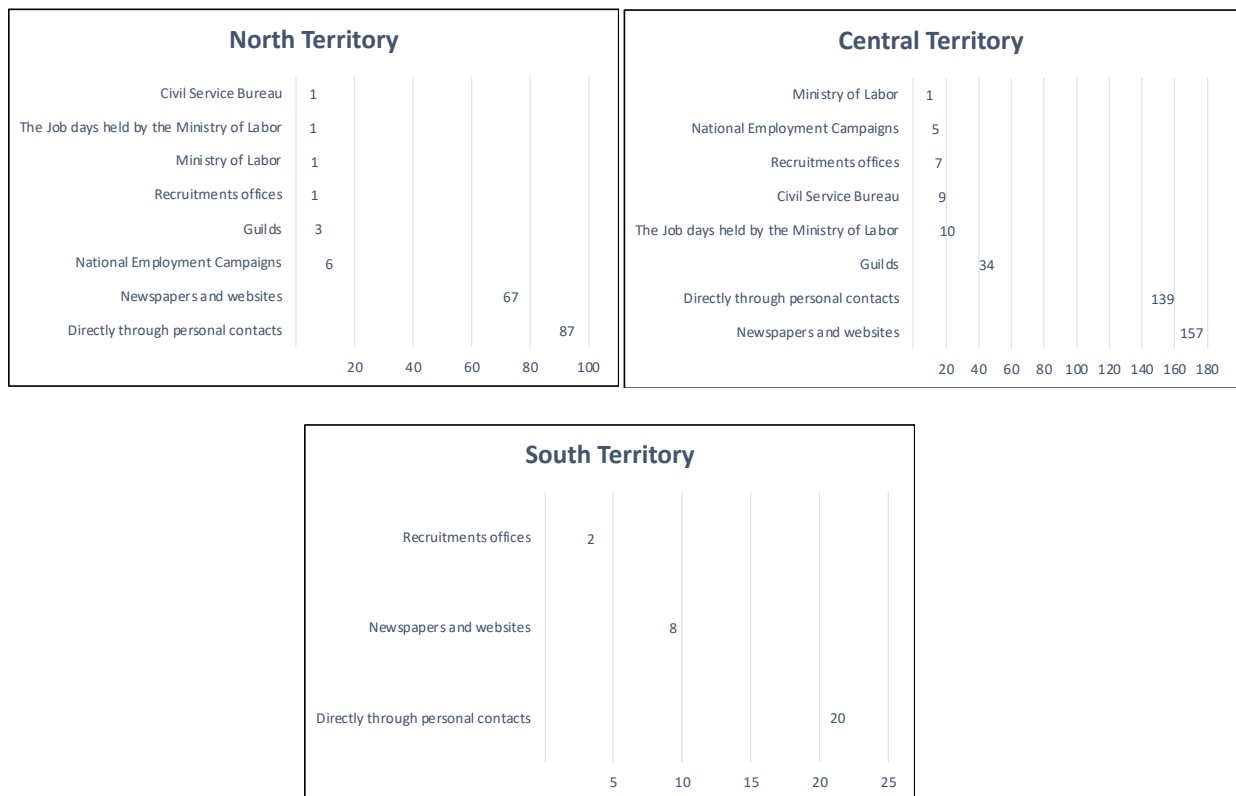 North Territory
Civil Service Bureau 1
The Job days held by the Ministry of Labor 1
Ministry of Labor 1
Recruitments offices 1
Guilds 3
National Employment Campaigns 6
Newspapers and websites 67
Directly through personal contacts 87
20 40 60 80 100
Central Territory
Ministry of Labor 1
National Employment Campaigns 5
Recruitments offices 7
Civil Service Bureau 9
The Job days held by the Ministry of Labor 10
Guilds 34
Directly through personal contacts 139
Newspapers and websites 157
20 40 60 80 100 120 140 160 180
South Territory
Recruitments offices 2
Newspapers and websites 8
Directly through personal contacts 20
5 10 15 20 25